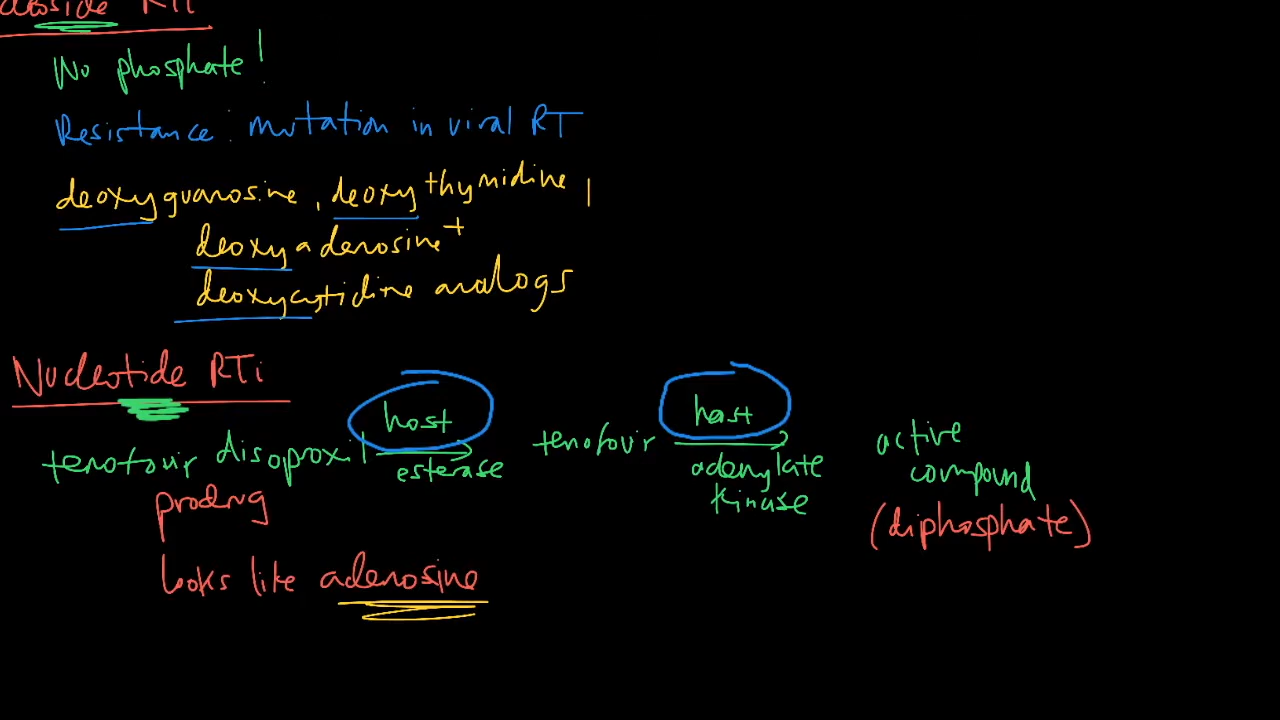 RTI
No phosphate!
Resistance: mutation in viral RT
deoxyguanosine, deoxythymidine,
deoxyadenosine +
deoxycytidine analogs
Nucleotide RTi
tenofovir disoproxil host esterase tenofovir host adenylate kinase active compound
prodrug (diphosphate)
looks like adenosine